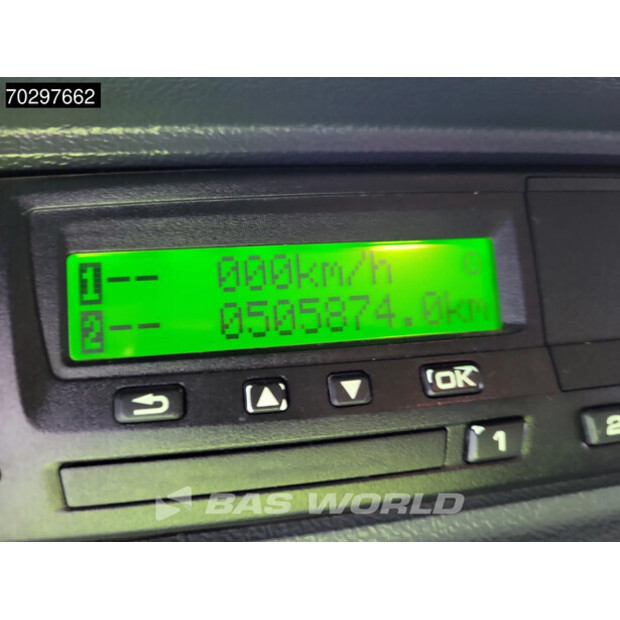 70297662
1-- 000km/h
2-- 0505874.0km
OK
1
2
BAS WORLD